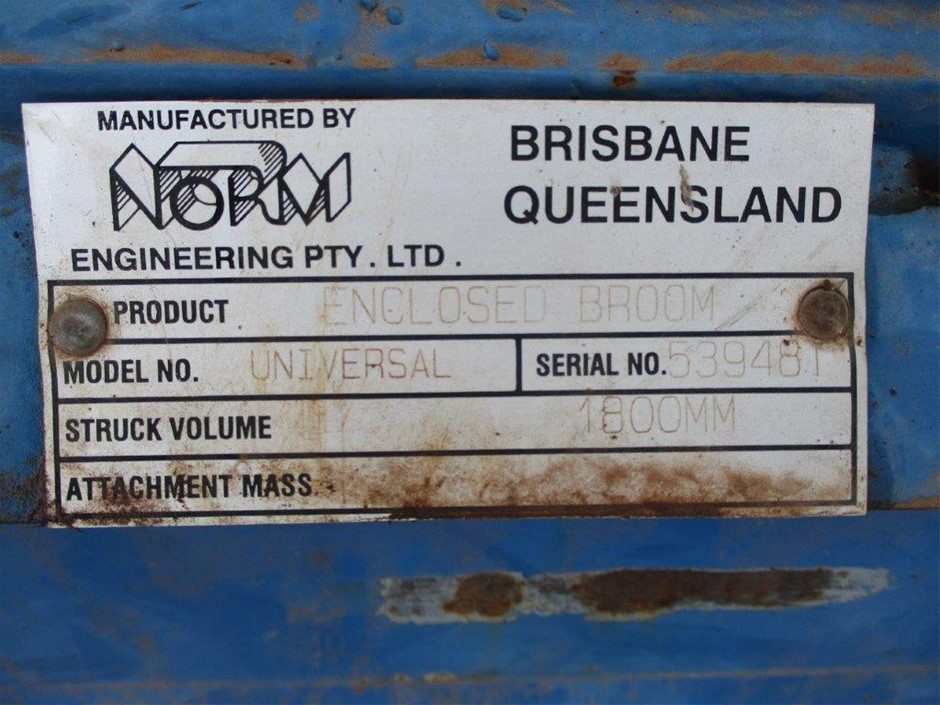 MANUFACTURED BY
NORM
ENGINEERING PTY. LTD.
BRISBANE
QUEENSLAND
PRODUCT ENCLOSED BROOM
MODEL NO. UNIVERSAL SERIAL NO. 539481
STRUCK VOLUME 1800MM
ATTACHMENT MASS